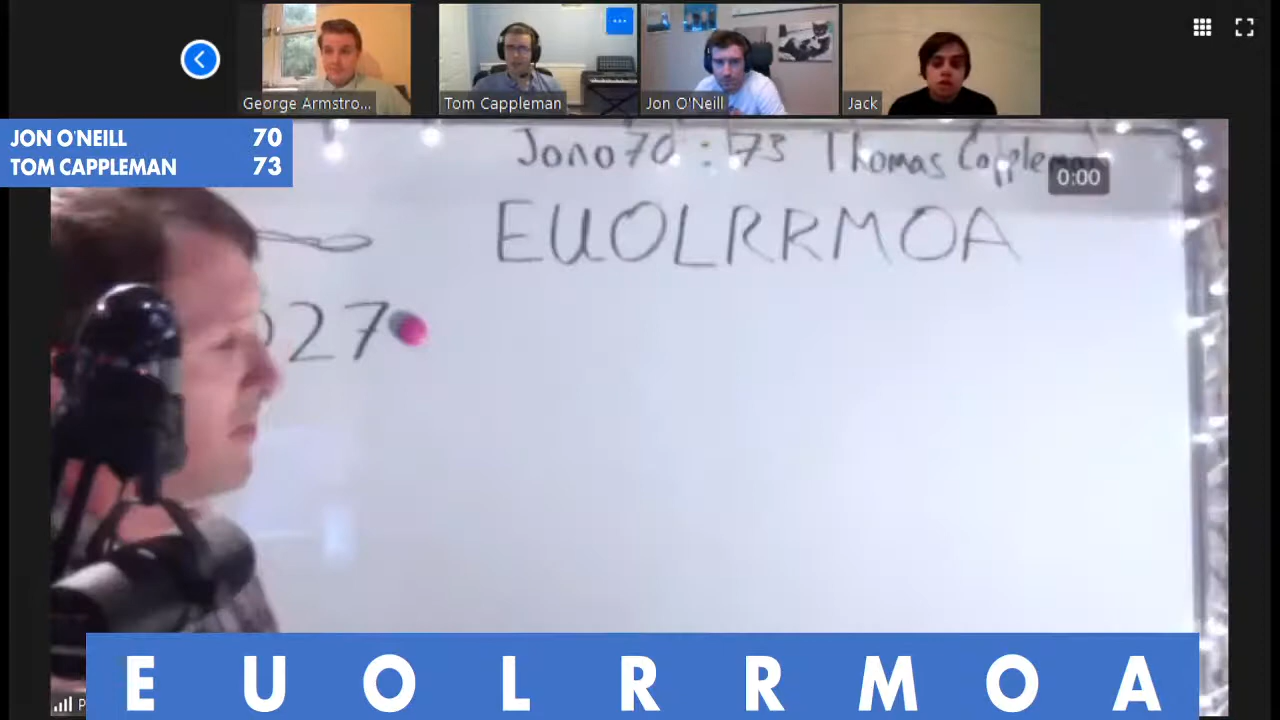 George Armstro...
Tom Cappleman
Jon O'Neill
Jack
JON O'NEILL 70
TOM CAPPLEMAN 73
Jono 70 : 73 Thomas Cappleman
0:00
EUOLRRMOA
27
E U O L R R M O A